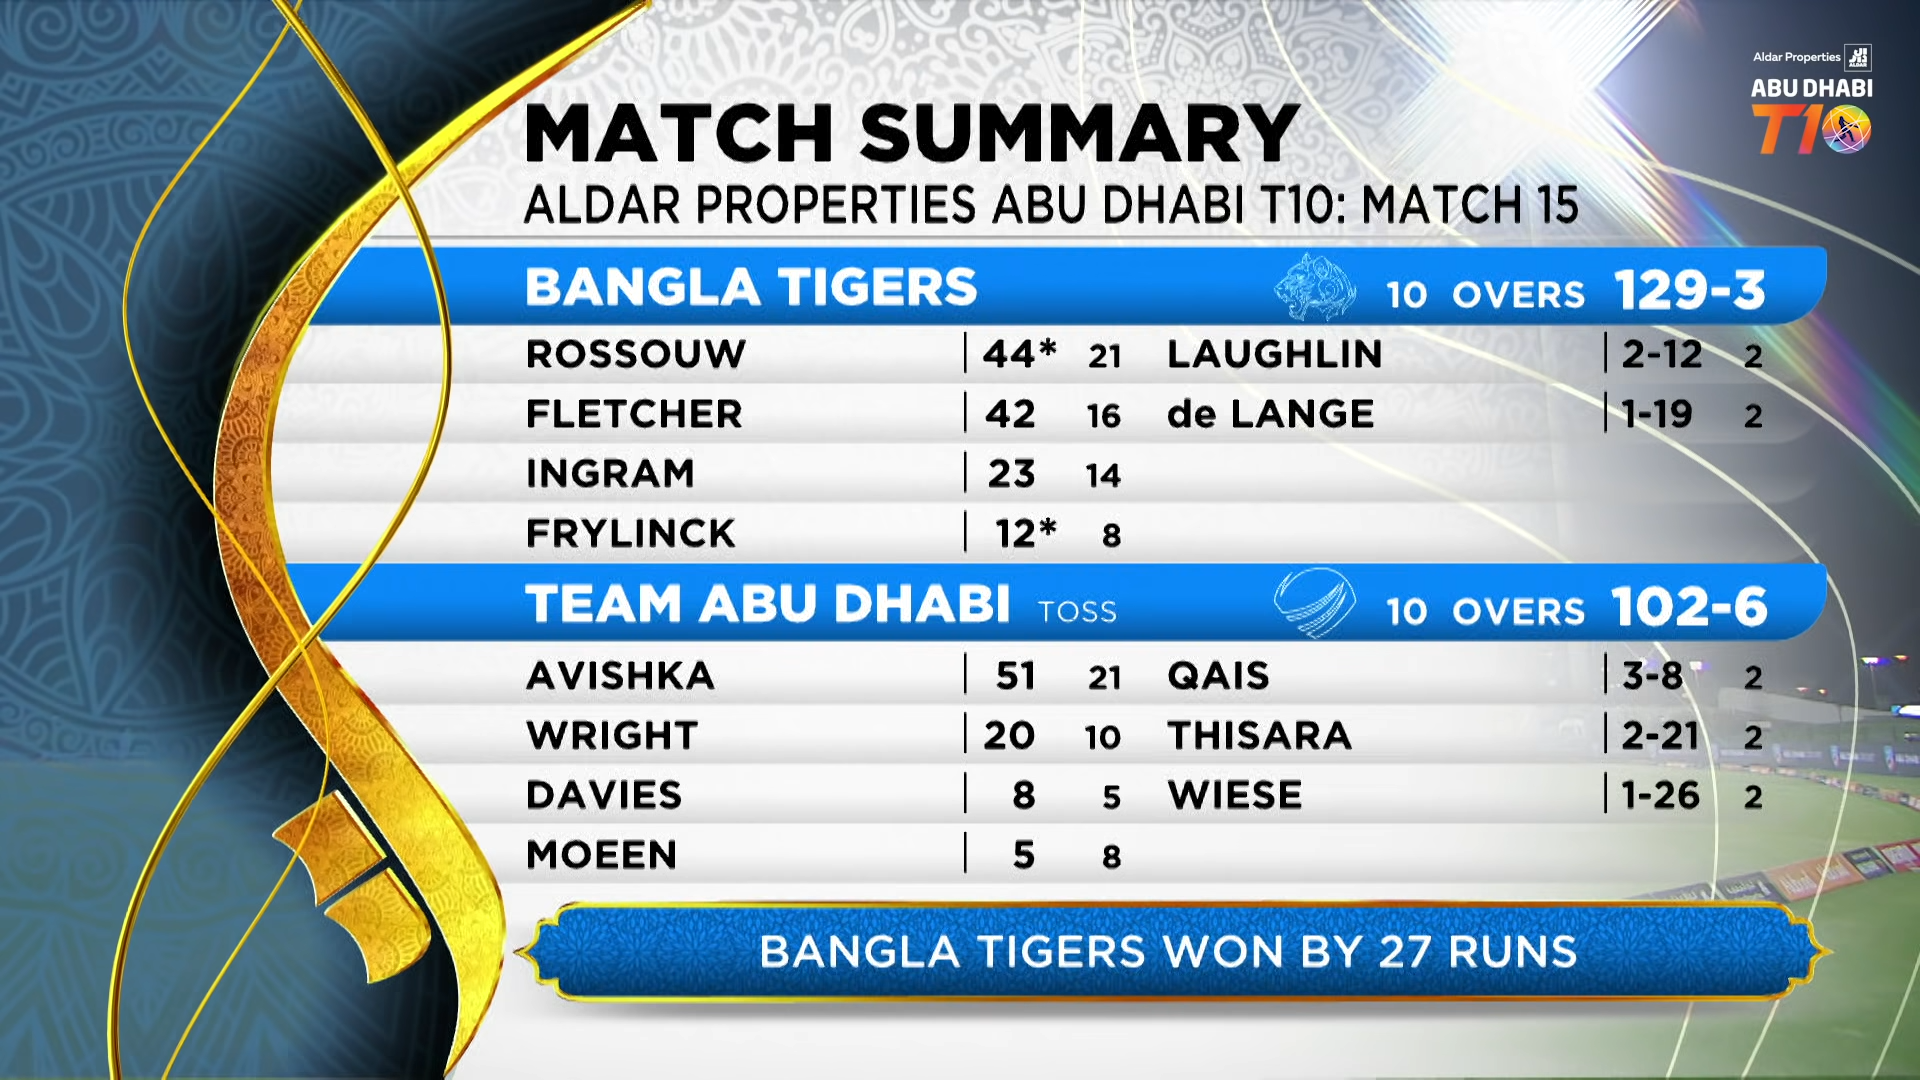 Aldar Properties ALDAR
ABU DHABI
T10
MATCH SUMMARY
ALDAR PROPERTIES ABU DHABI T10: MATCH 15
BANGLA TIGERS 10 OVERS 129-3
ROSSOUW 44* 21 LAUGHLIN 2-12 2
FLETCHER 42 16 de LANGE 1-19 2
INGRAM 23 14
FRYLINCK 12* 8
TEAM ABU DHABI TOSS 10 OVERS 102-6
AVISHKA 51 21 QAIS 3-8 2
WRIGHT 20 10 THISARA 2-21 2
DAVIES 8 5 WIESE 1-26 2
MOEEN 5 8
BANGLA TIGERS WON BY 27 RUNS